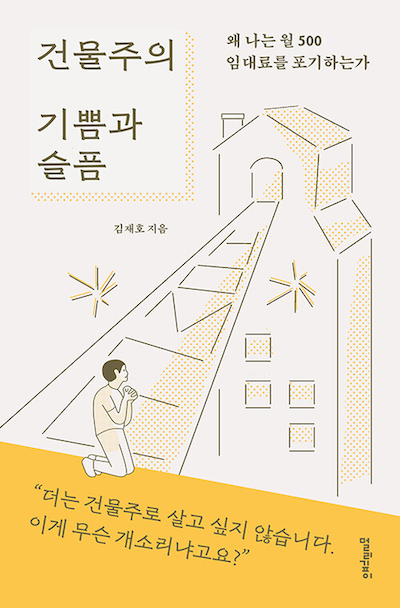 건물주의
기쁨과
슬픔
왜 나는 월 500
임대료를 포기하는가
김재호 지음
“더는 건물주로 살고 싶지 않습니다.
이게 무슨 개소리냐고요?”
멀리깊이